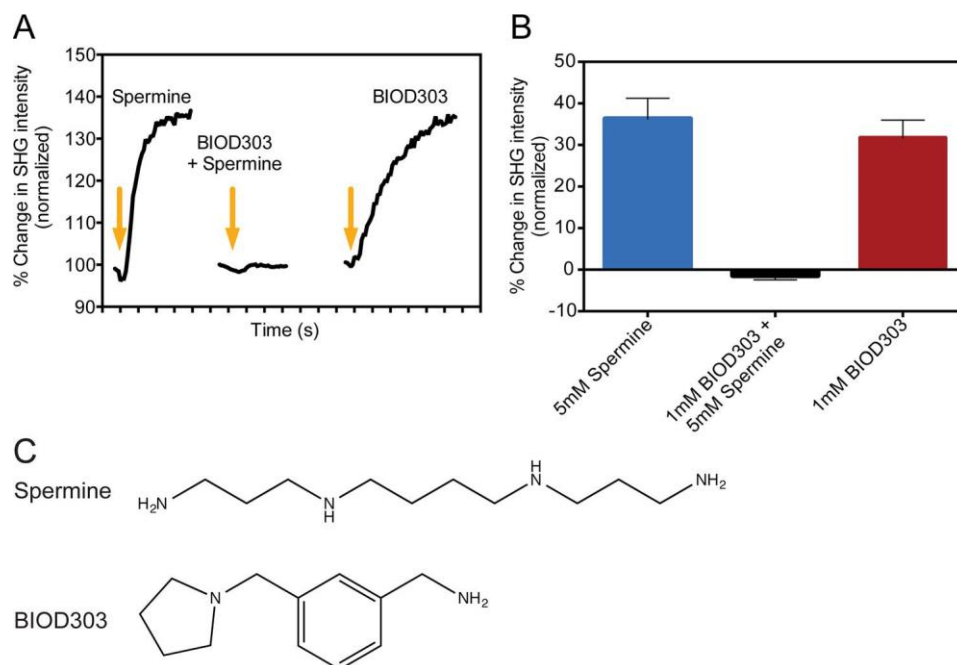 A
% Change in SHG intensity
(normalized)
150
140
130
120
110
100
90
Spermine
BIOD303
+ Spermine
BIOD303
Time (s)
B
% Change in SHG intensity
(normalized)
50
40
30
20
10
0
-10
5mM Spermine
1mM BIOD303 +
5mM Spermine
1mM BIOD303
C
Spermine
H₂N
N
H
H
N
NH₂
BIOD303
N
NH₂